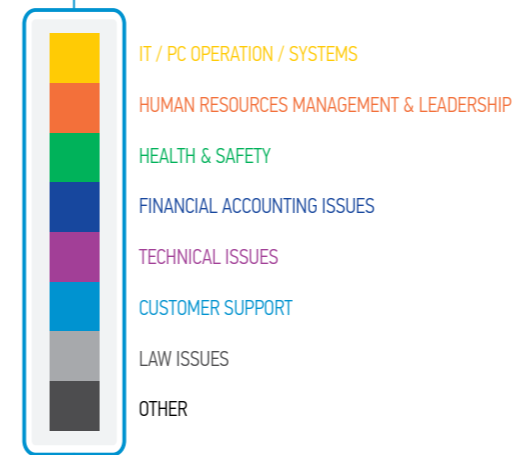 IT / PC OPERATION / SYSTEMS
HUMAN RESOURCES MANAGEMENT & LEADERSHIP
HEALTH & SAFETY
FINANCIAL ACCOUNTING ISSUES
TECHNICAL ISSUES
CUSTOMER SUPPORT
LAW ISSUES
OTHER